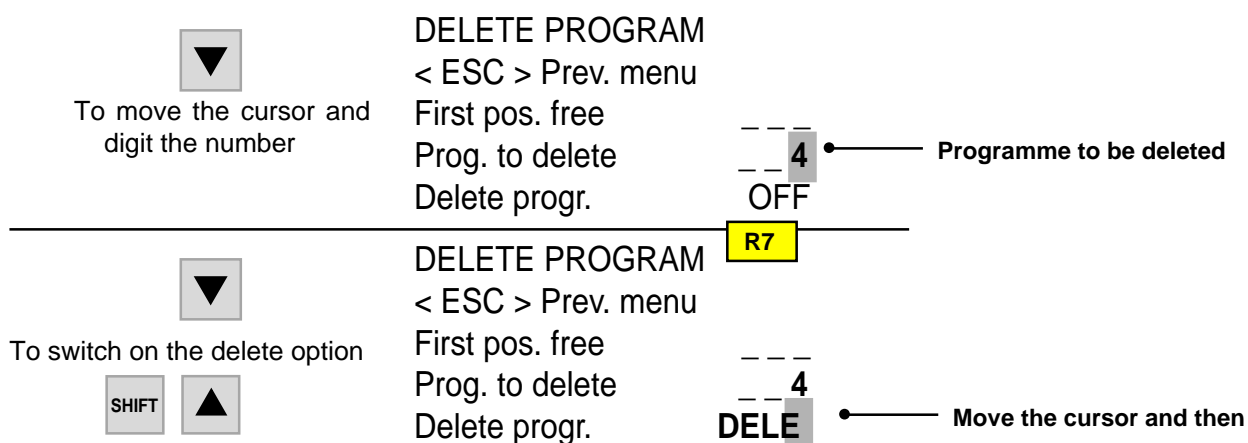 DELETE PROGRAM
< ESC > Prev. menu
To move the cursor and
digit the number
First pos. free _ _ _
Prog. to delete _ _ 4
Programme to be deleted
Delete progr. OFF
R7
DELETE PROGRAM
< ESC > Prev. menu
To switch on the delete option
First pos. free _ _ _
Prog. to delete _ _ 4
SHIFT
Delete progr. DELE
Move the cursor and then